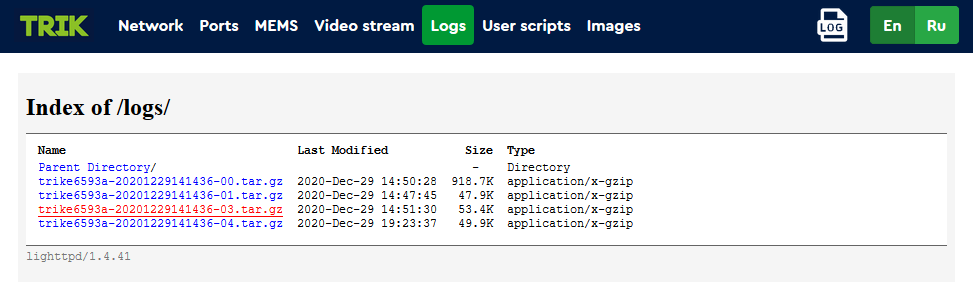 TRIK Network Ports MEMS Video stream Logs User scripts Images LOG En Ru
Index of /logs/
Name Last Modified Size Type
Parent Directory/ - Directory
trike6593a-20201229141436-00.tar.gz 2020-Dec-29 14:50:28 918.7K application/x-gzip
trike6593a-20201229141436-01.tar.gz 2020-Dec-29 14:47:45 47.9K application/x-gzip
trike6593a-20201229141436-03.tar.gz 2020-Dec-29 14:51:30 53.4K application/x-gzip
trike6593a-20201229141436-04.tar.gz 2020-Dec-29 19:23:37 49.9K application/x-gzip
lighttpd/1.4.41